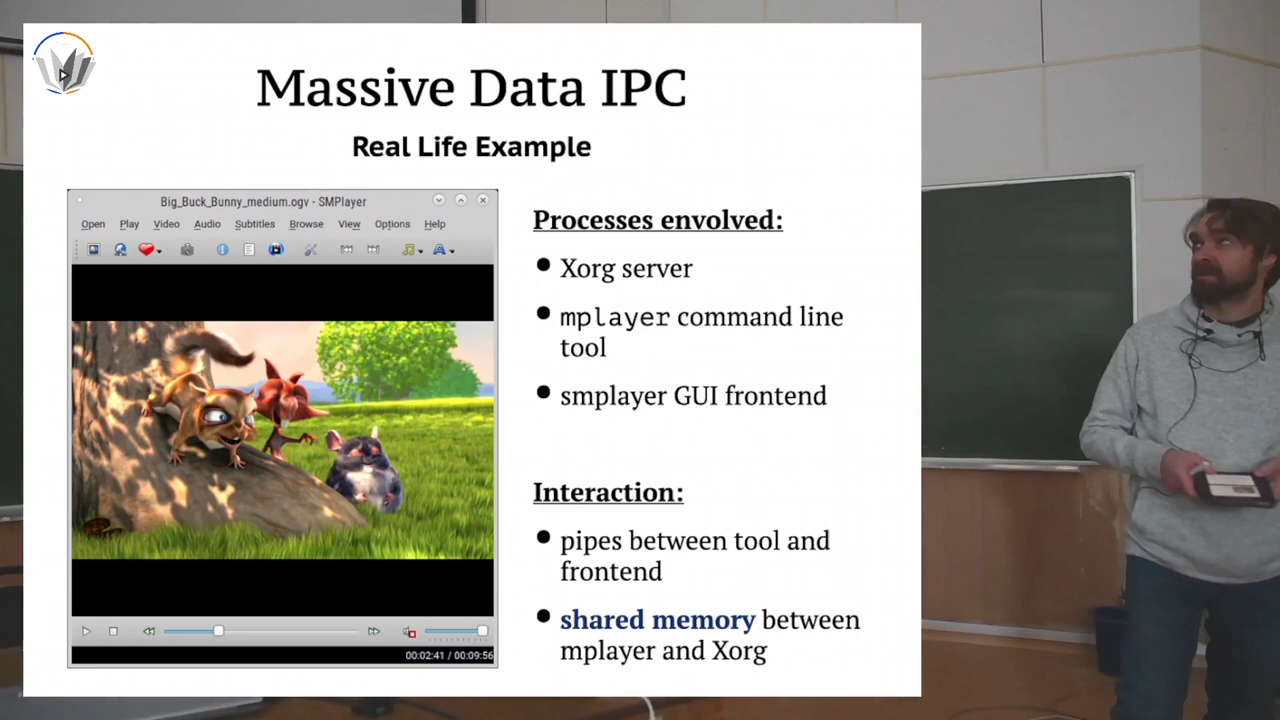 Massive Data IPC
Real Life Example
Big_Buck_Bunny_medium.ogv - SMPlayer
Open Play Video Audio Subtitles Browse View Options Help
00:02:41 / 00:09:56
Processes envolved:
• Xorg server
• mplayer command line
tool
• smplayer GUI frontend
Interaction:
• pipes between tool and
frontend
• shared memory between
mplayer and Xorg